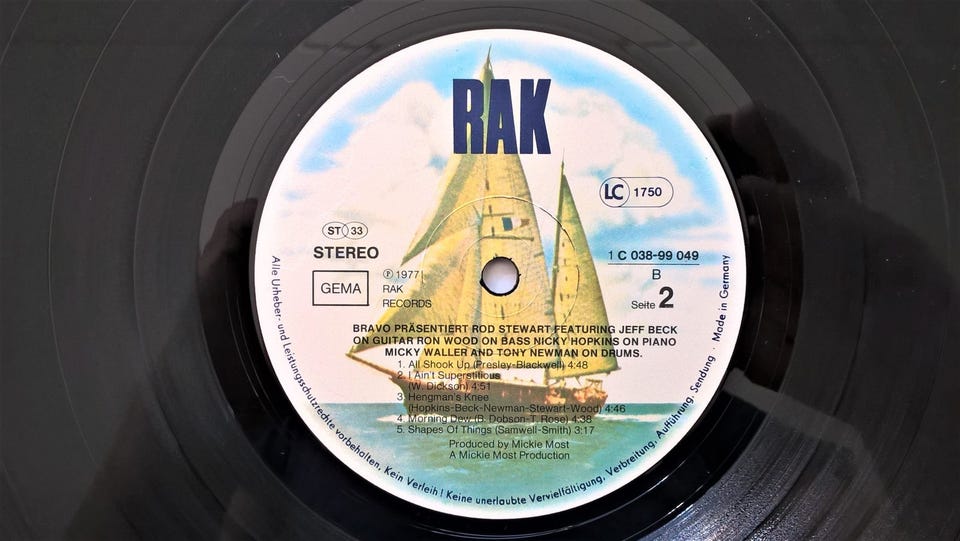 RAK
LC 1750
ST 33
STEREO
GEMA
℗ 1977
RAK
RECORDS
1 C 038-99 049
B
Seite 2
BRAVO PRÄSENTIERT ROD STEWART FEATURING JEFF BECK
ON GUITAR RON WOOD ON BASS NICKY HOPKINS ON PIANO
MICKY WALLER AND TONY NEWMAN ON DRUMS.
1. All Shook Up (Presley-Blackwell) 4:48
2. I Ain't Superstitious
(W. Dickson) 4:51
3. Hengman's Knee
(Hopkins-Beck-Newman-Stewart-Wood) 4:46
4. Morning Dew (B. Dobson-T. Rose) 4:38
5. Shapes Of Things (Samwell-Smith) 3:17
Produced by Mickie Most
A Mickie Most Production
Alle Urheber- und Leistungsschutzrechte vorbehalten. Kein Verleih! Keine unerlaubte Vervielfältigung, Verbreitung, Aufführung, Sendung · Made in Germany